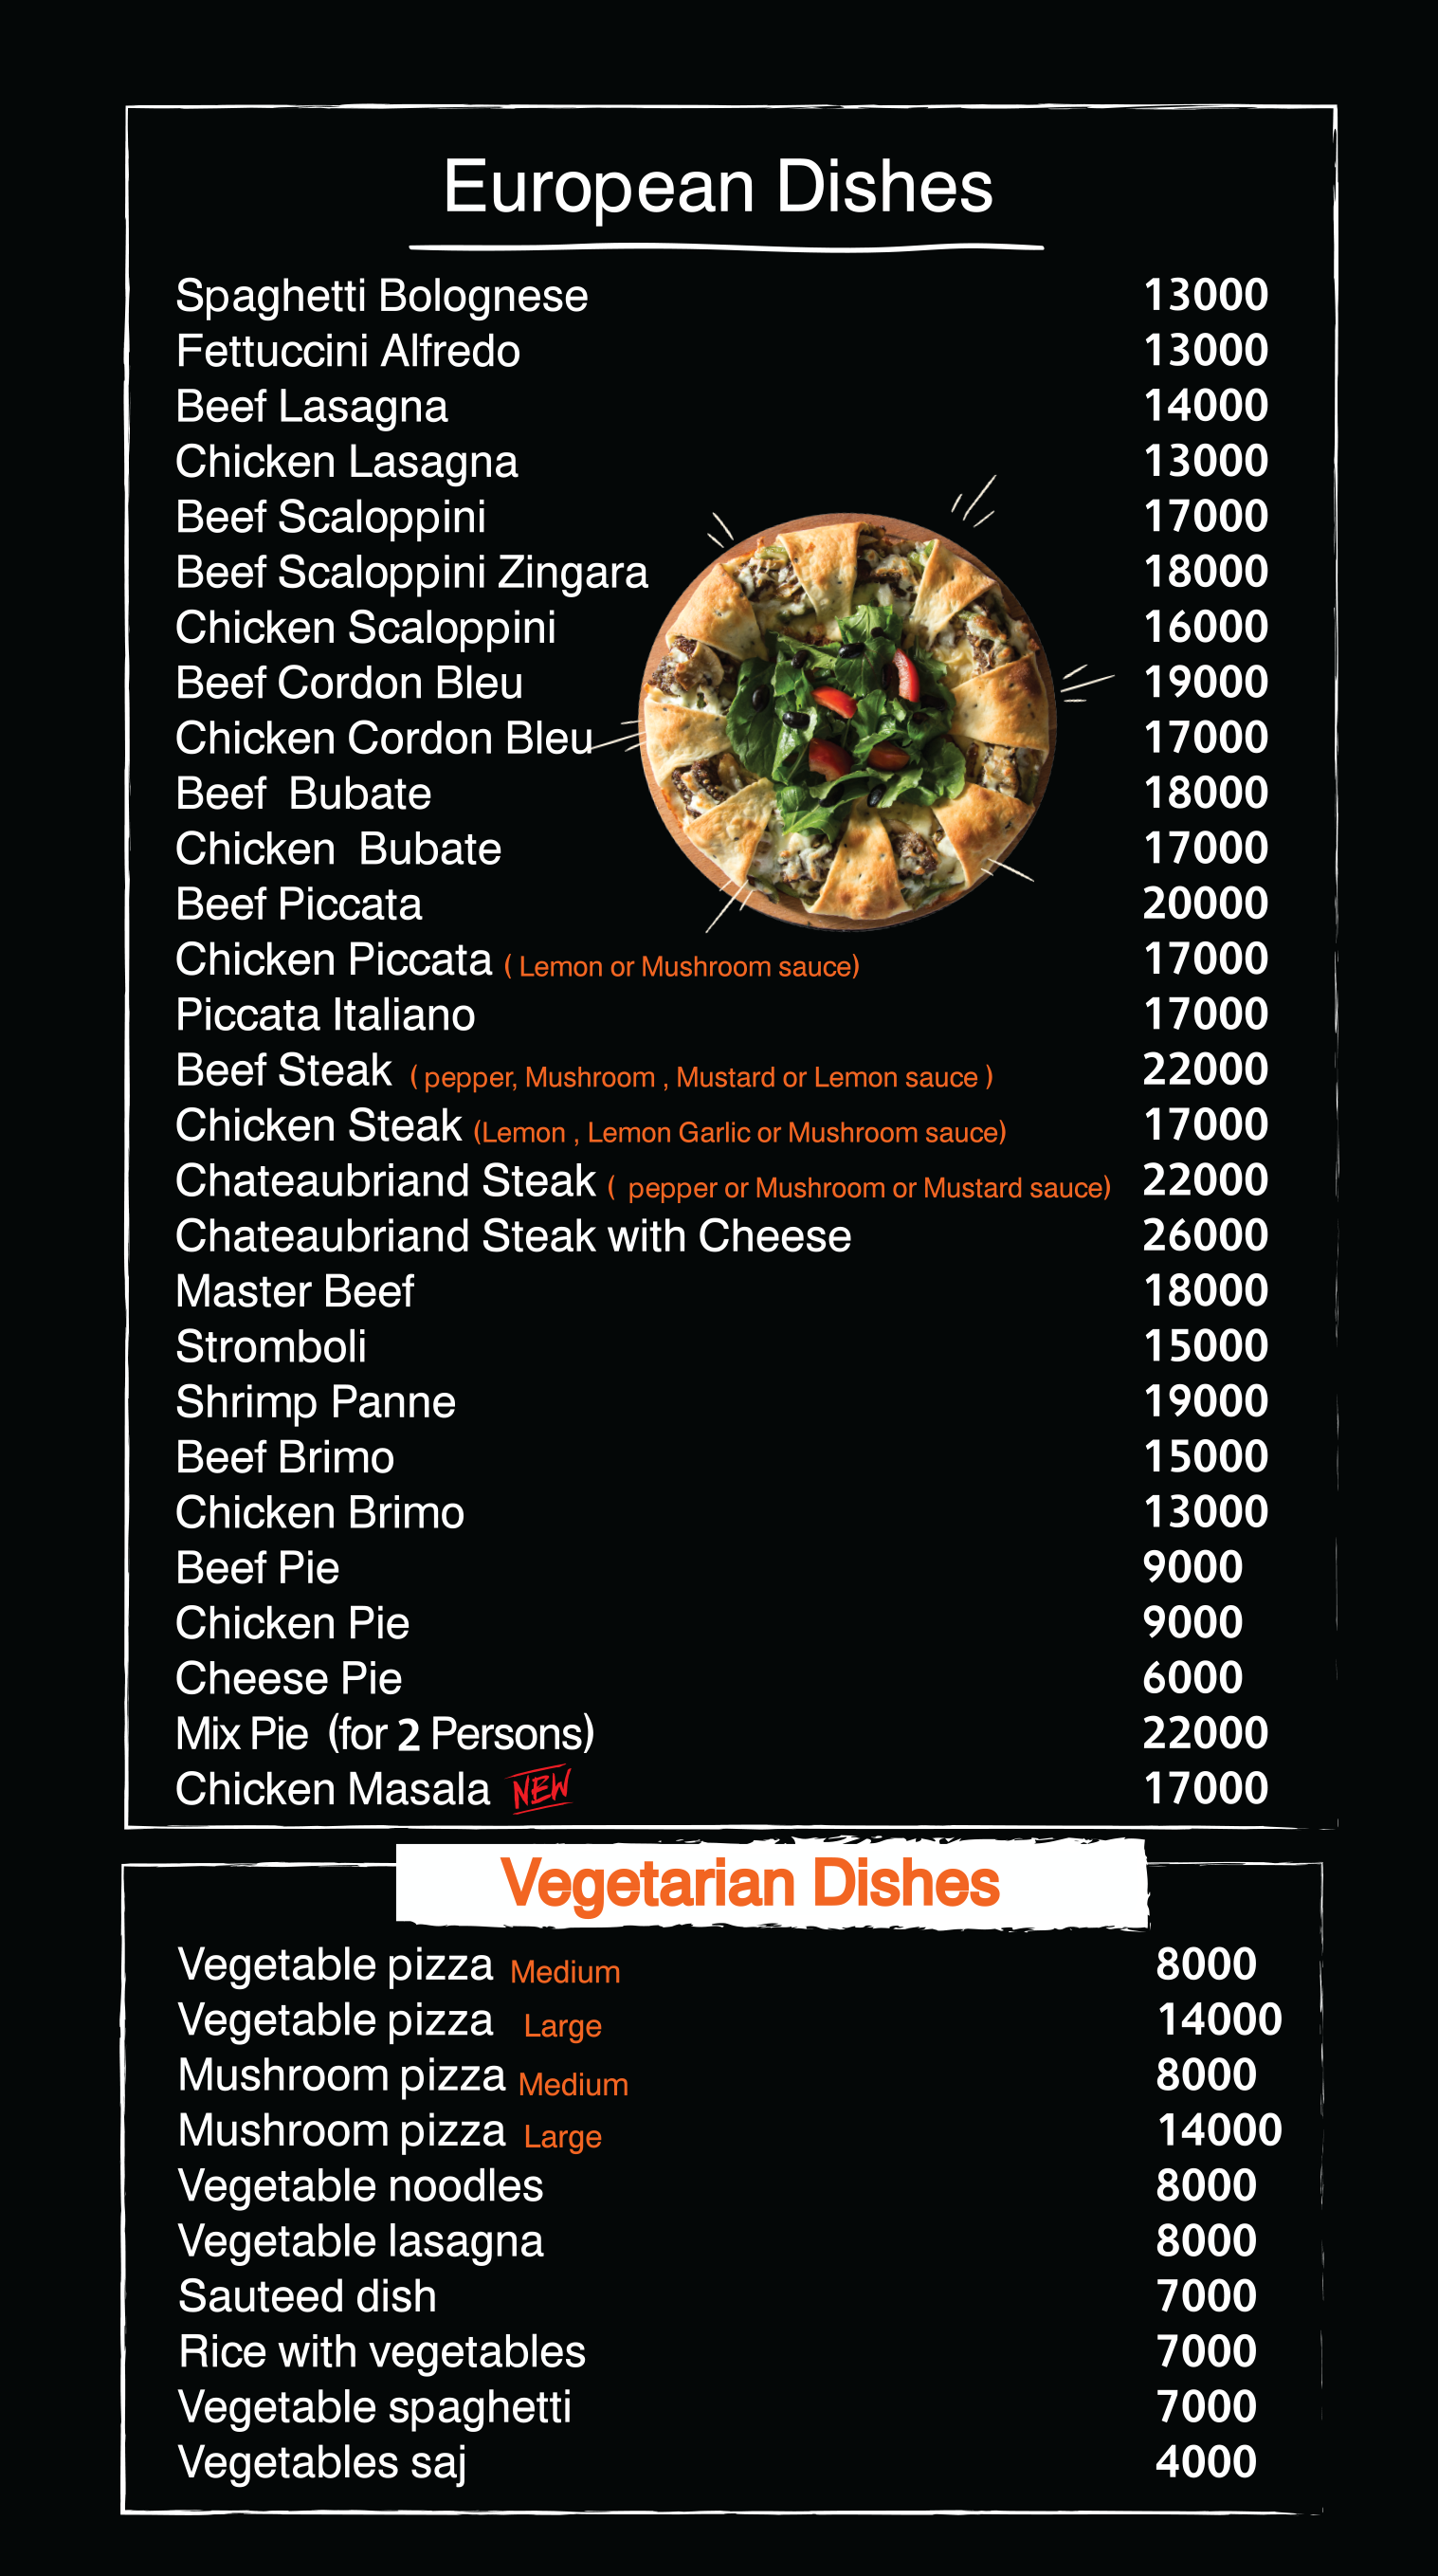 European Dishes
Spaghetti Bolognese 13000
Fettuccini Alfredo 13000
Beef Lasagna 14000
Chicken Lasagna 13000
Beef Scaloppini 17000
Beef Scaloppini Zingara 18000
Chicken Scaloppini 16000
Beef Cordon Bleu 19000
Chicken Cordon Bleu 17000
Beef Bubate 18000
Chicken Bubate 17000
Beef Piccata 20000
Chicken Piccata ( Lemon or Mushroom sauce) 17000
Piccata Italiano 17000
Beef Steak ( pepper, Mushroom , Mustard or Lemon sauce ) 22000
Chicken Steak (Lemon , Lemon Garlic or Mushroom sauce) 17000
Chateaubriand Steak ( pepper or Mushroom or Mustard sauce) 22000
Chateaubriand Steak with Cheese 26000
Master Beef 18000
Stromboli 15000
Shrimp Panne 19000
Beef Brimo 15000
Chicken Brimo 13000
Beef Pie 9000
Chicken Pie 9000
Cheese Pie 6000
Mix Pie (for 2 Persons) 22000
Chicken Masala NEW 17000
Vegetarian Dishes
Vegetable pizza Medium 8000
Vegetable pizza Large 14000
Mushroom pizza Medium 8000
Mushroom pizza Large 14000
Vegetable noodles 8000
Vegetable lasagna 8000
Sauteed dish 7000
Rice with vegetables 7000
Vegetable spaghetti 7000
Vegetables saj 4000